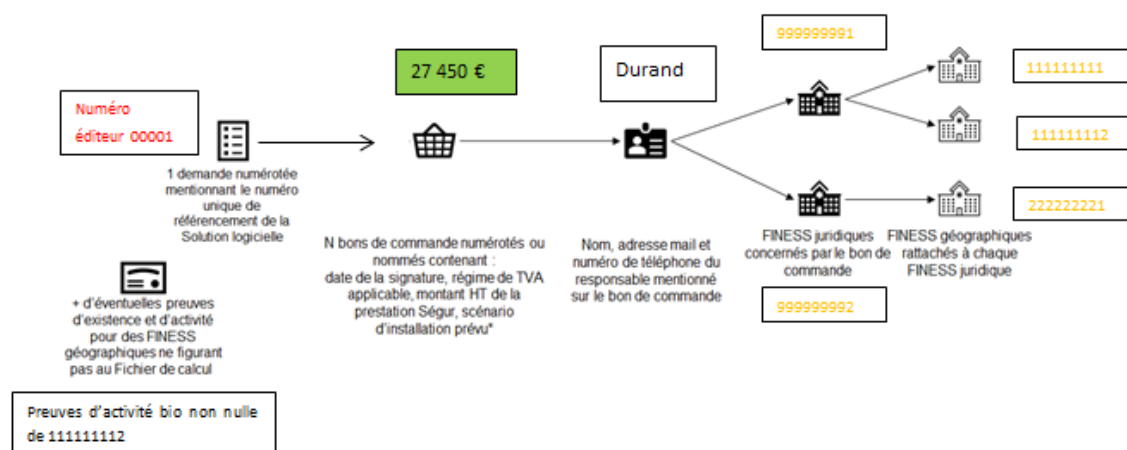 999999991
27 450 €
Durand
111111111
Numéro
éditeur 00001
111111112
1 demande numérotée
mentionnant le numéro
unique de
référencement de la
Solution logicielle
222222221
N bons de commande numérotés ou
nommés contenant :
date de la signature, régime de TVA
applicable, montant HT de la
prestation Ségur, scénario
d'installation prévu*
Nom, adresse mail et
numéro de téléphone du
responsable mentionné
sur le bon de commande
FINESS juridiques
concernés par le bon de
commande
FINESS géographiques
rattachés à chaque
FINESS juridique
999999992
+ d'éventuelles preuves
d'existence et d'activité
pour des FINESS
géographiques ne figurant
pas au Fichier de calcul
Preuves d'activité bio non nulle
de 111111112